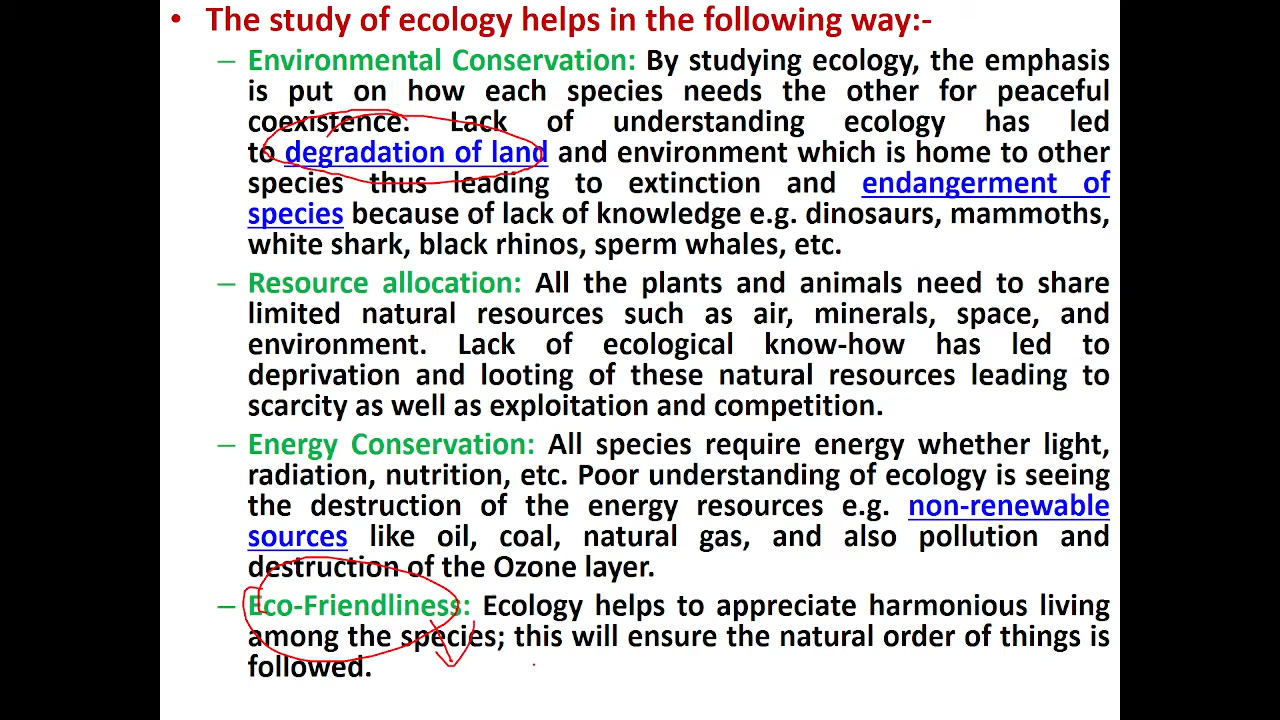 • The study of ecology helps in the following way:-
– Environmental Conservation: By studying ecology, the emphasis
is put on how each species needs the other for peaceful
coexistence. Lack of understanding ecology has led
to degradation of land and environment which is home to other
species thus leading to extinction and endangerment of
species because of lack of knowledge e.g. dinosaurs, mammoths,
white shark, black rhinos, sperm whales, etc.
– Resource allocation: All the plants and animals need to share
limited natural resources such as air, minerals, space, and
environment. Lack of ecological know-how has led to
deprivation and looting of these natural resources leading to
scarcity as well as exploitation and competition.
– Energy Conservation: All species require energy whether light,
radiation, nutrition, etc. Poor understanding of ecology is seeing
the destruction of the energy resources e.g. non-renewable
sources like oil, coal, natural gas, and also pollution and
destruction of the Ozone layer.
– Eco-Friendliness: Ecology helps to appreciate harmonious living
among the species; this will ensure the natural order of things is
followed.